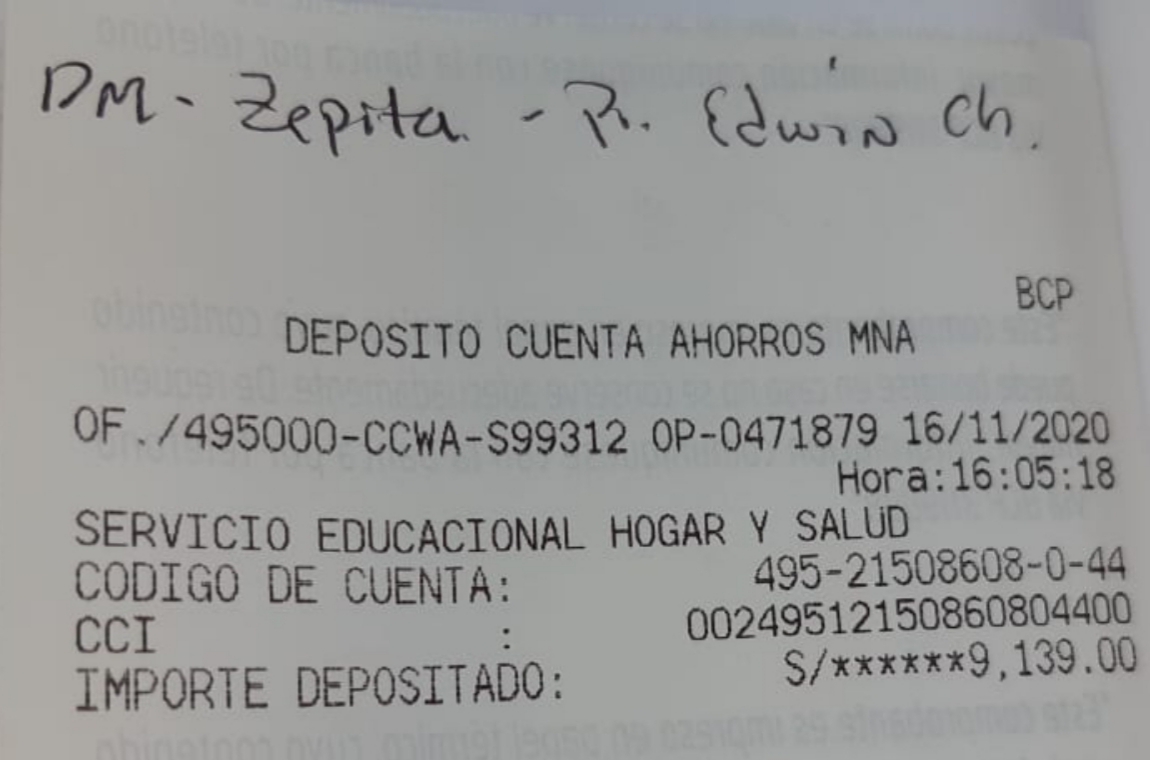 DM - Zepita - Pr. Edwin Ch.
BCP
DEPOSITO CUENTA AHORROS MNA
OF./495000-CCWA-S99312 OP-0471879 16/11/2020
Hora:16:05:18
SERVICIO EDUCACIONAL HOGAR Y SALUD
CODIGO DE CUENTA: 495-21508608-0-44
CCI : 00249512150860804400
IMPORTE DEPOSITADO: S/******9,139.00